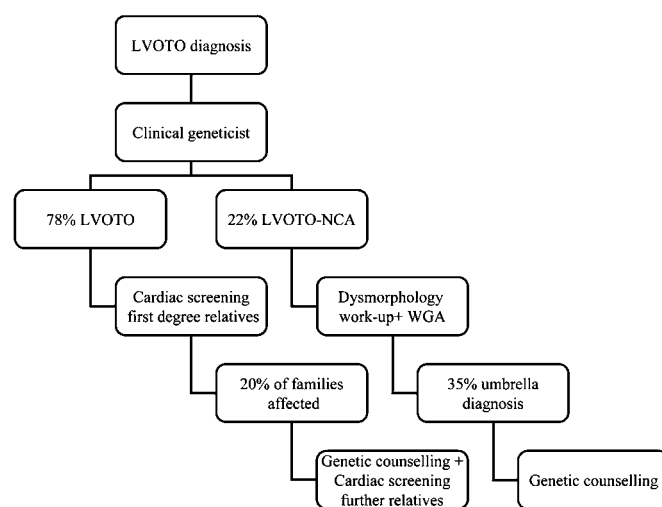 LVOTO diagnosis
Clinical geneticist
78% LVOTO
22% LVOTO-NCA
Cardiac screening
first degree relatives
Dysmorphology
work-up+ WGA
20% of families
affected
35% umbrella
diagnosis
Genetic counselling +
Cardiac screening
further relatives
Genetic counselling